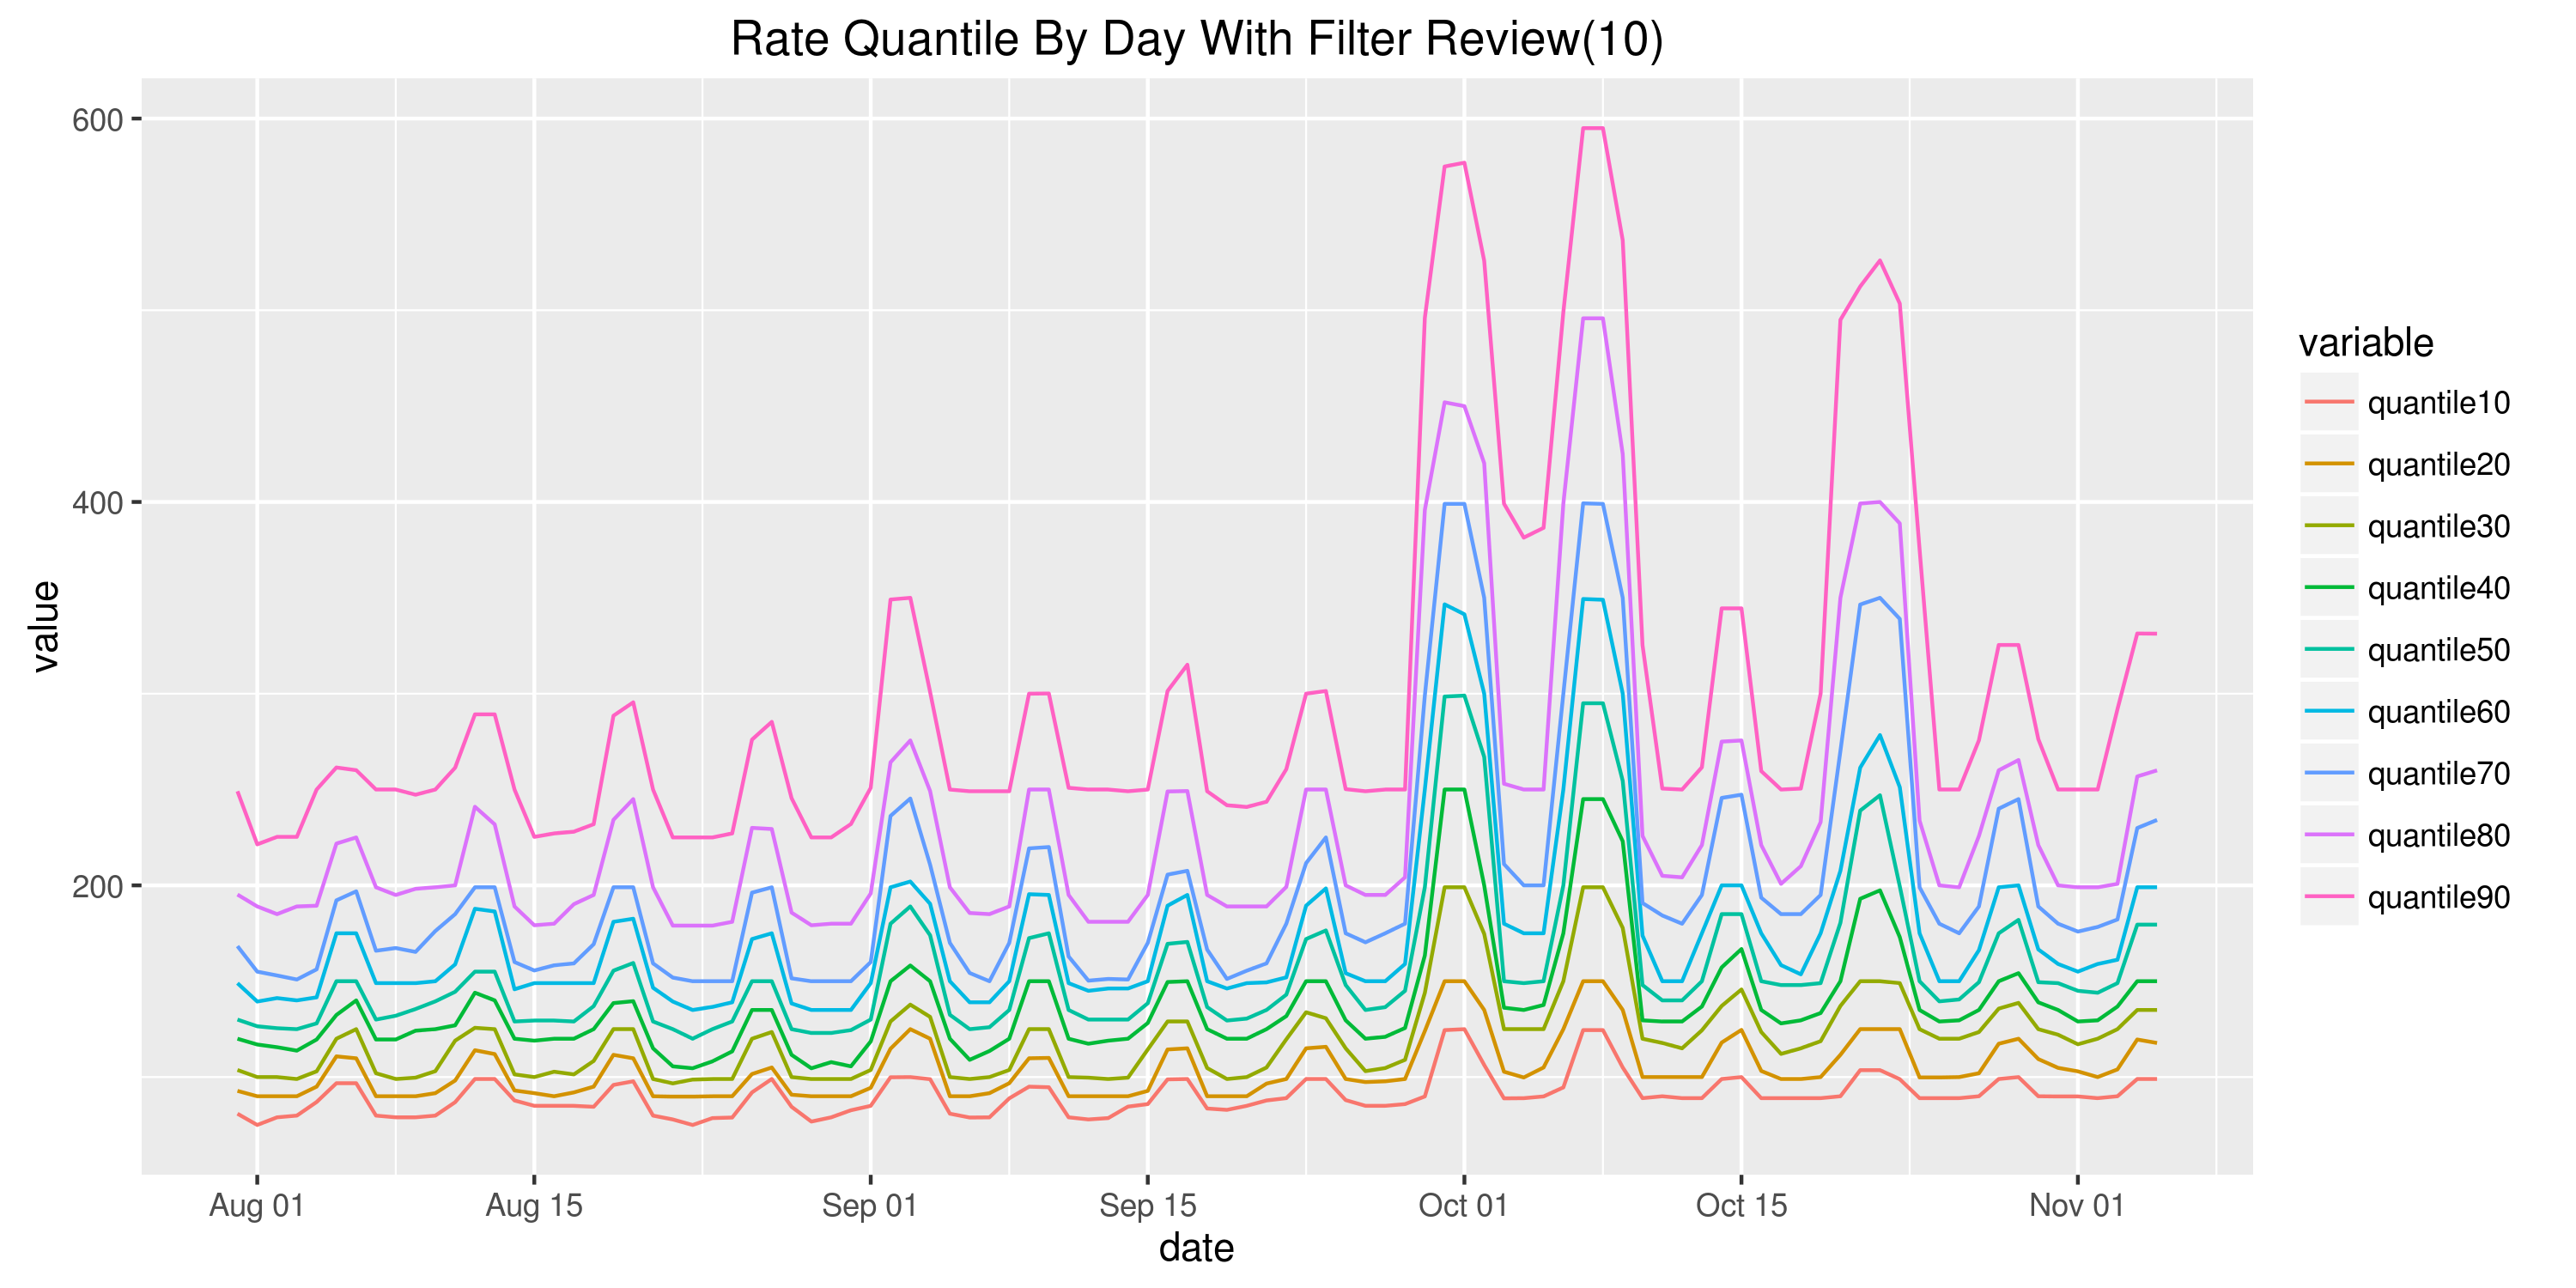 Rate Quantile By Day With Filter Review(10)
600
400
200
value
Aug 01
Aug 15
Sep 01
Sep 15
Oct 01
Oct 15
Nov 01
date
variable
quantile10
quantile20
quantile30
quantile40
quantile50
quantile60
quantile70
quantile80
quantile90